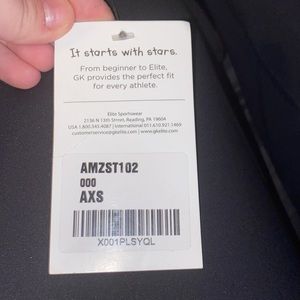 It starts with stars.
From beginner to Elite,
GK provides the perfect fit
for every athlete.
Elite Sportswear
2136 N 13th Street, Reading, PA 19604
USA 1.800.345.4087 | International 011.610.921.1469
customerservice@gkelite.com | www.gkelite.com
AMZST102
000
AXS
X001PLSYQL